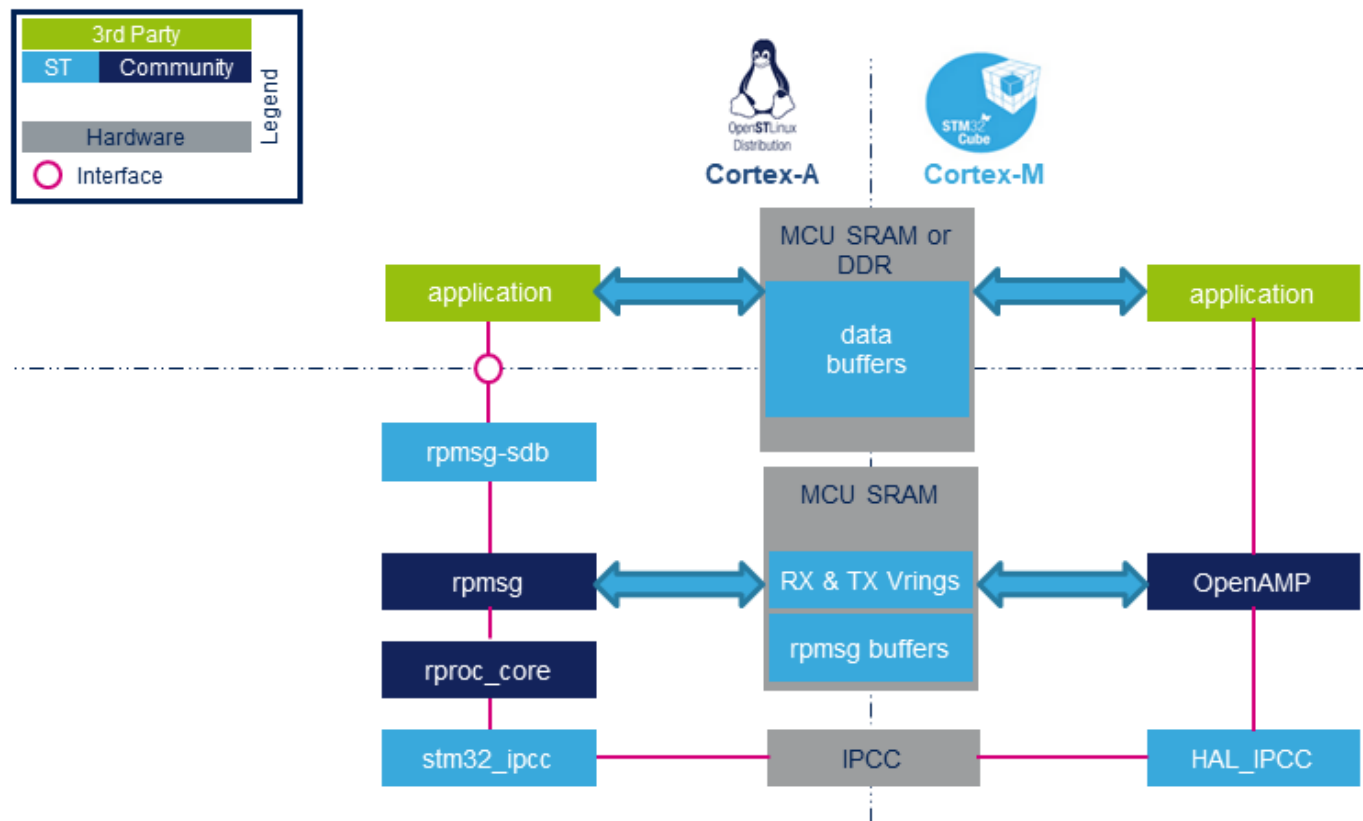 3rd Party
ST
Community
Legend
Hardware
Interface
OpenSTLinux
Distribution
Cortex-A
STM32
Cube
Cortex-M
MCU SRAM or
DDR
application
application
data
buffers
rpmsg-sdb
MCU SRAM
rpmsg
RX & TX Vrings
OpenAMP
rproc_core
rpmsg buffers
stm32_ipcc
IPCC
HAL_IPCC